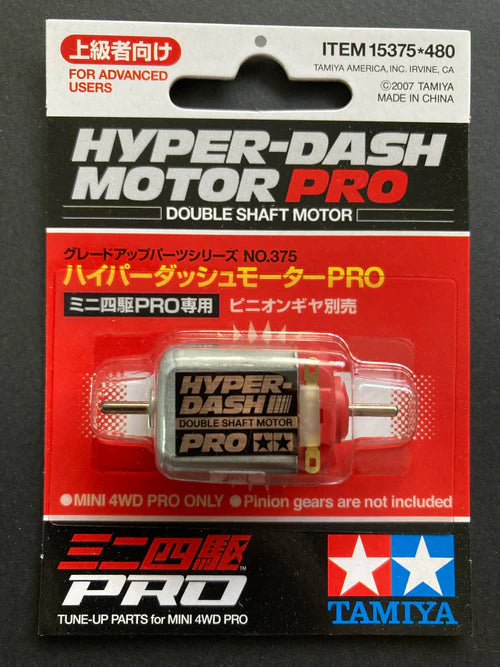 上級者向け
FOR ADVANCED
USERS
ITEM 15375*480
TAMIYA AMERICA, INC. IRVINE, CA
©2007 TAMIYA
MADE IN CHINA
HYPER-DASH
MOTOR PRO
DOUBLE SHAFT MOTOR
グレードアップパーツシリーズ NO.375
ハイパーダッシュモーターPRO
ミニ四駆PRO専用 ピニオンギヤ別売
HYPER-
DASH
DOUBLE SHAFT MOTOR
PRO
●MINI 4WD PRO ONLY ●Pinion gears are not included
ミニ四駆
PRO
TM
TUNE-UP PARTS for MINI 4WD PRO
TAMIYA